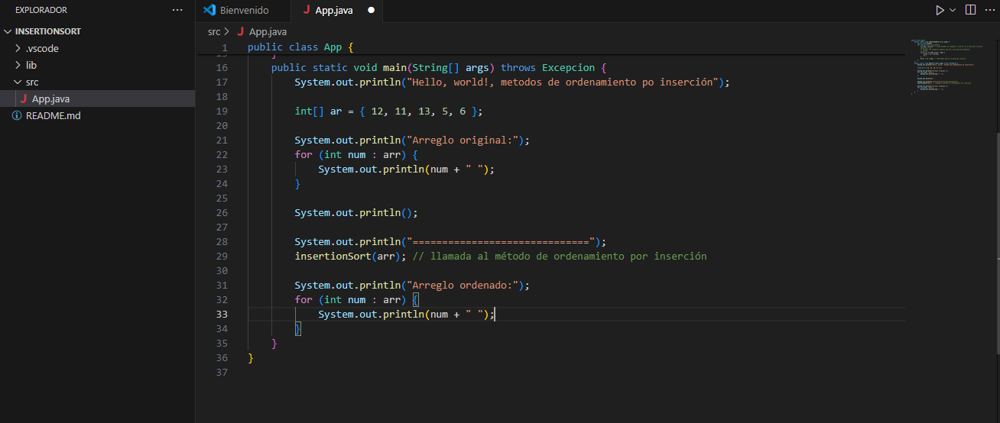 EXPLORADOR
Bienvenido
App.java
INSERTIONSORT
.vscode
lib
src
App.java
README.md
src > App.java
1 public class App {
15 }
16 public static void main(String[] args) throws Excepcion {
17 System.out.println("Hello, world!, metodos de ordenamiento po inserción");
18
19 int[] ar = { 12, 11, 13, 5, 6 };
20
21 System.out.println("Arreglo original:");
22 for (int num : arr) {
23 System.out.println(num + " ");
24 }
25
26 System.out.println();
27
28 System.out.println("==============================");
29 insertionSort(arr); // llamada al método de ordenamiento por inserción
30
31 System.out.println("Arreglo ordenado:");
32 for (int num : arr) {
33 System.out.println(num + " ");
34 }
35 }
36 }
37